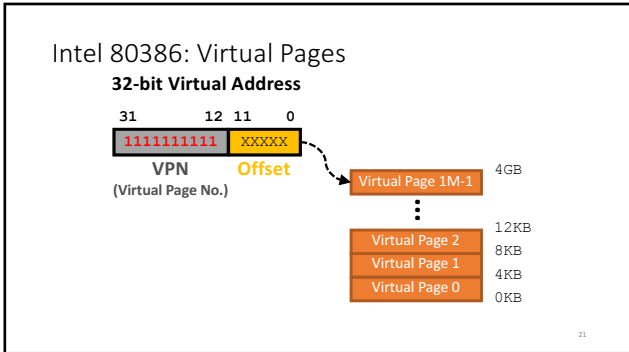 Intel 80386: Virtual Pages
32-bit Virtual Address
31 12 11 0
1111111111 XXXXX
VPN Offset
(Virtual Page No.)
Virtual Page 1M-1 4GB
12KB
Virtual Page 2
8KB
Virtual Page 1
4KB
Virtual Page 0
0KB
21